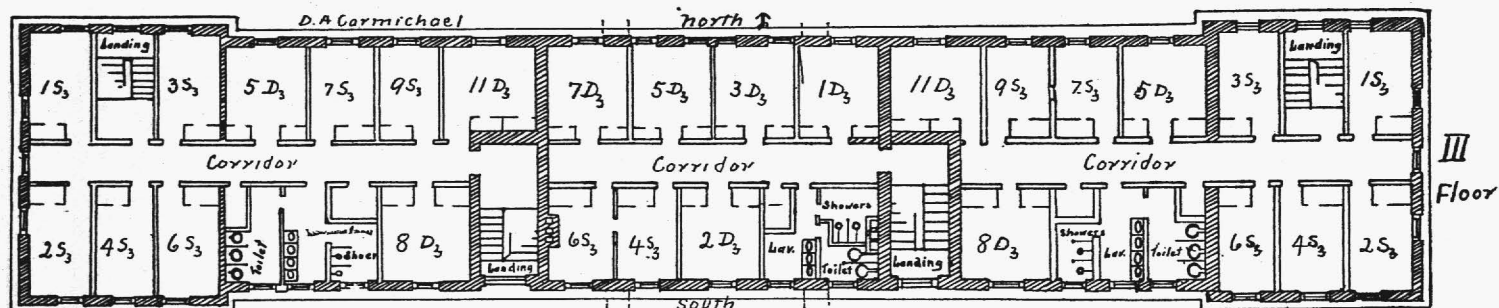 D.A Carmichael north
Landing Landing
1S₃ 3S₃ 5D₃ 7S₃ 9S₃ 11D₃ 7D₃ 5D₃ 3D₃ 1D₃ 11D₃ 9S₃ 7S₃ 5D₃ 3S₃ 1S₃
Corridor Corridor Corridor III
Floor
2S₃ 4S₃ 6S₃ Toilet 8D₃ Landing 6S₃ 4S₃ 2D₃ Lav. Showers Toilet Landing 8D₃ Showers Lav. Toilet 6S₃ 4S₃ 2S₃
South